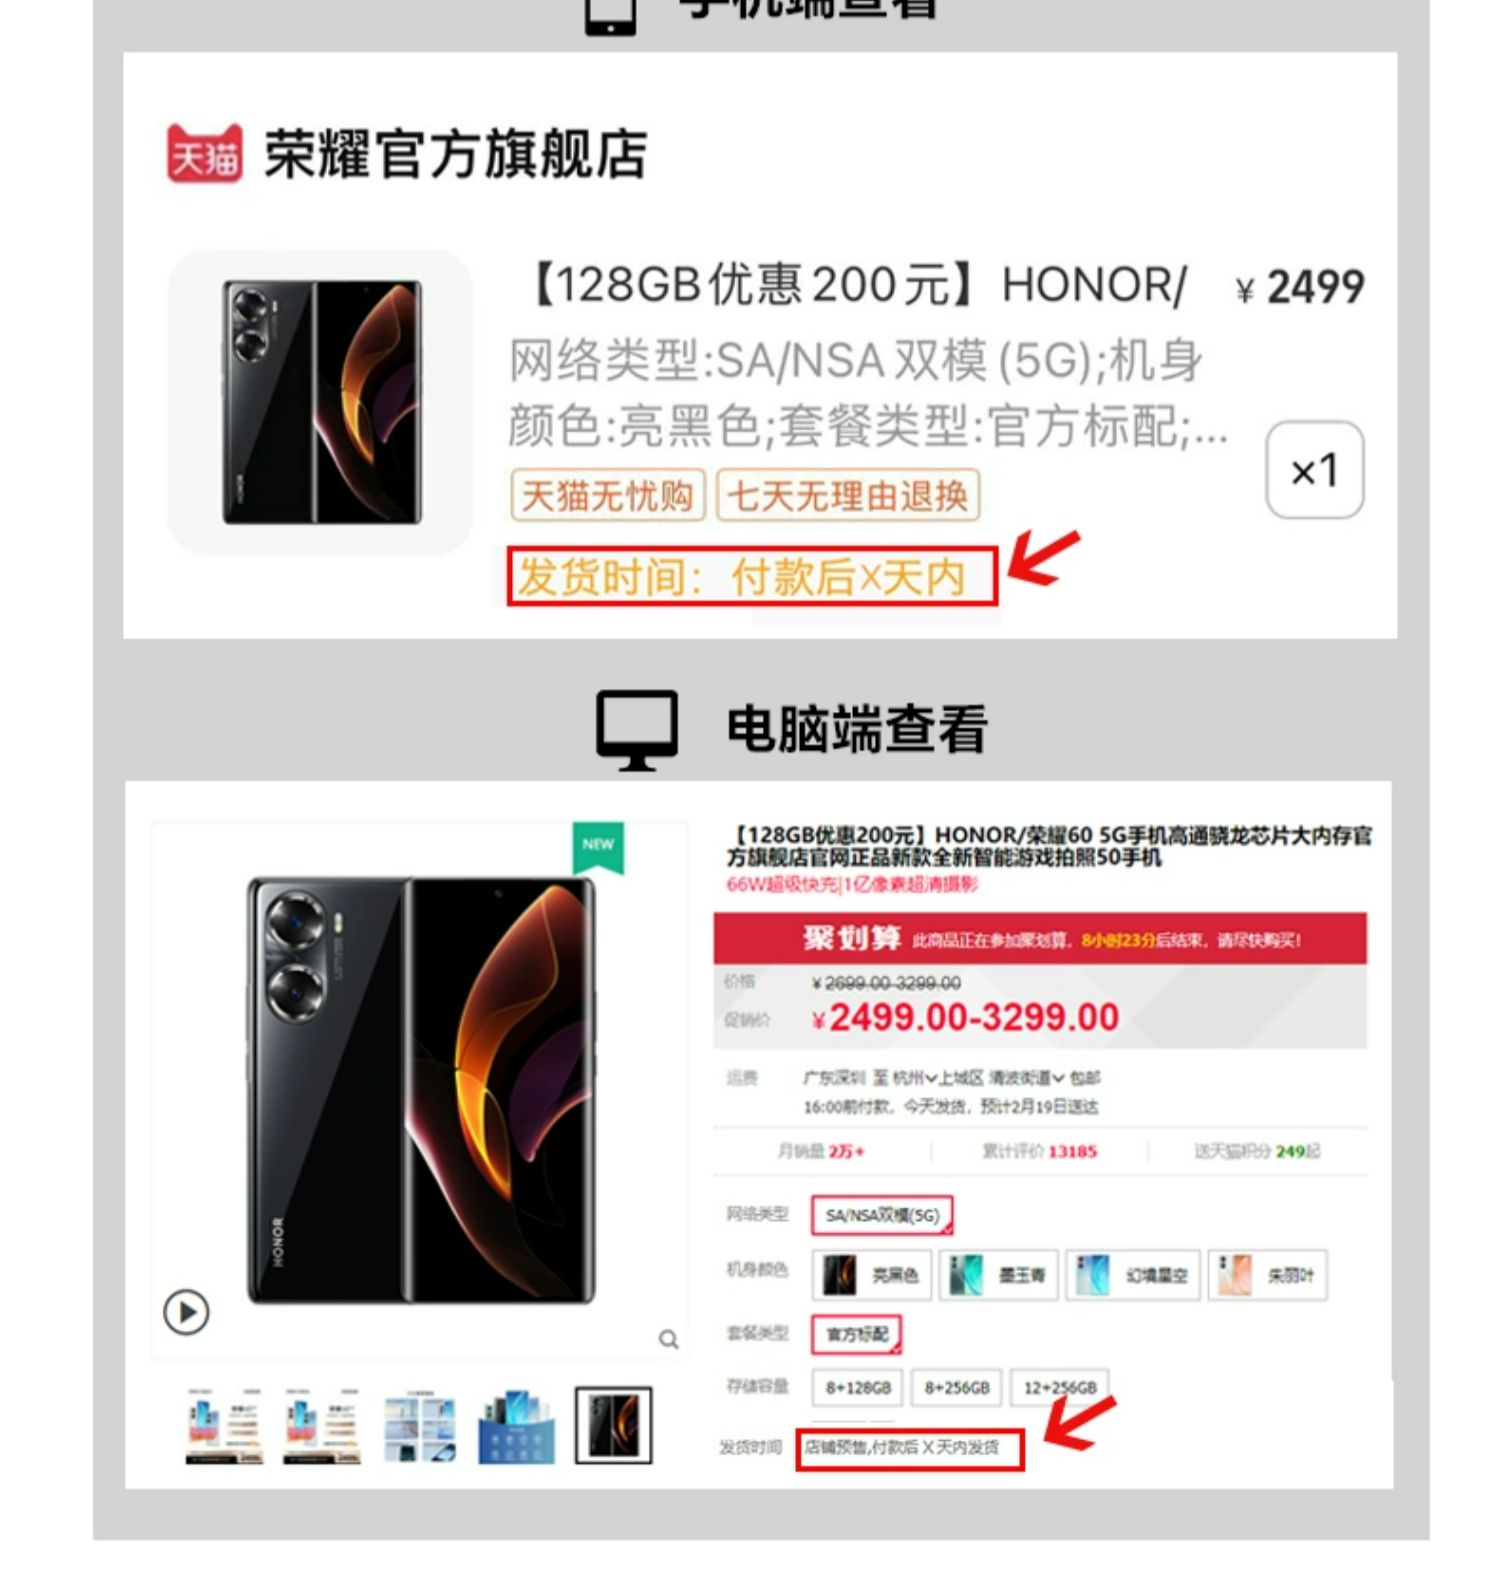 手机端查看
天猫 荣耀官方旗舰店
【128GB优惠200元】HONOR/ ¥ 2499
网络类型:SA/NSA双模(5G);机身
颜色:亮黑色;套餐类型:官方标配;...
×1
天猫无忧购 七天无理由退换
发货时间：付款后X天内
电脑端查看
NEW
HONOR
【128GB优惠200元】HONOR/荣耀60 5G手机高通骁龙芯片大内存官
方旗舰店官网正品新款全新智能游戏拍照50手机
66W超级快充|1亿像素超清摄影
聚划算 此商品正在参加聚划算，8小时23分后结束，请尽快购买！
价格 ¥2699.00-3299.00
促销价 ¥2499.00-3299.00
运费 广东深圳 至 杭州上城区 清波街道 包邮
16:00前付款，今天发货，预计2月19日送达
月销量 2万+ 累计评价 13185 送天猫积分 249起
网络类型 SA/NSA双模(5G)
机身颜色 亮黑色 墨玉青 幻境星空 朱丽叶
套餐类型 官方标配
存储容量 8+128GB 8+256GB 12+256GB
发货时间 店铺预售,付款后X天内发货